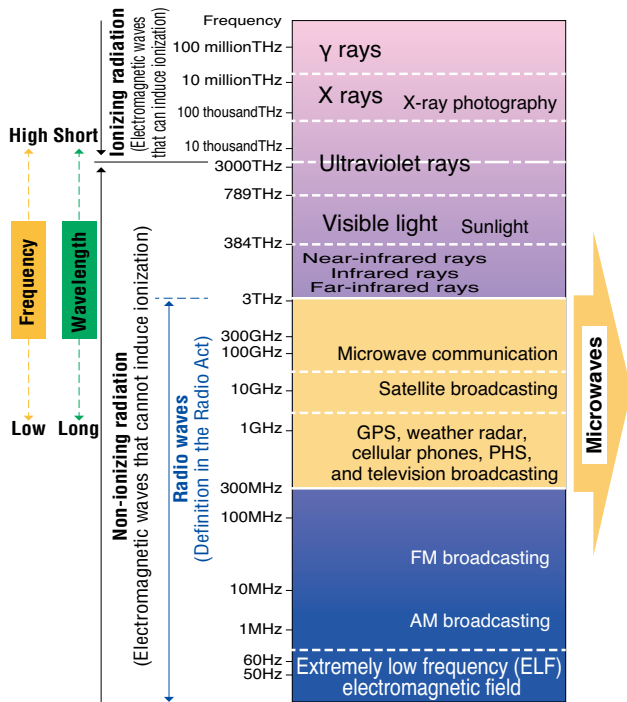 Frequency
100 millionTHz
10 millionTHz
100 thousandTHz
10 thousandTHz
3000THz
789THz
384THz
3THz
300GHz
100GHz
10GHz
1GHz
300MHz
100MHz
10MHz
1MHz
60Hz
50Hz
γ rays
X rays
X-ray photography
Ultraviolet rays
Visible light
Sunlight
Near-infrared rays
Infrared rays
Far-infrared rays
Microwave communication
Satellite broadcasting
GPS, weather radar,
cellular phones, PHS,
and television broadcasting
FM broadcasting
AM broadcasting
Extremely low frequency (ELF)
electromagnetic field
Ionizing radiation
(Electromagnetic waves
that can induce ionization)
Non-ionizing radiation
(Electromagnetic waves that cannot induce ionization)
Radio waves
(Definition in the Radio Act)
High
Frequency
Low
Short
Wavelength
Long
Microwaves